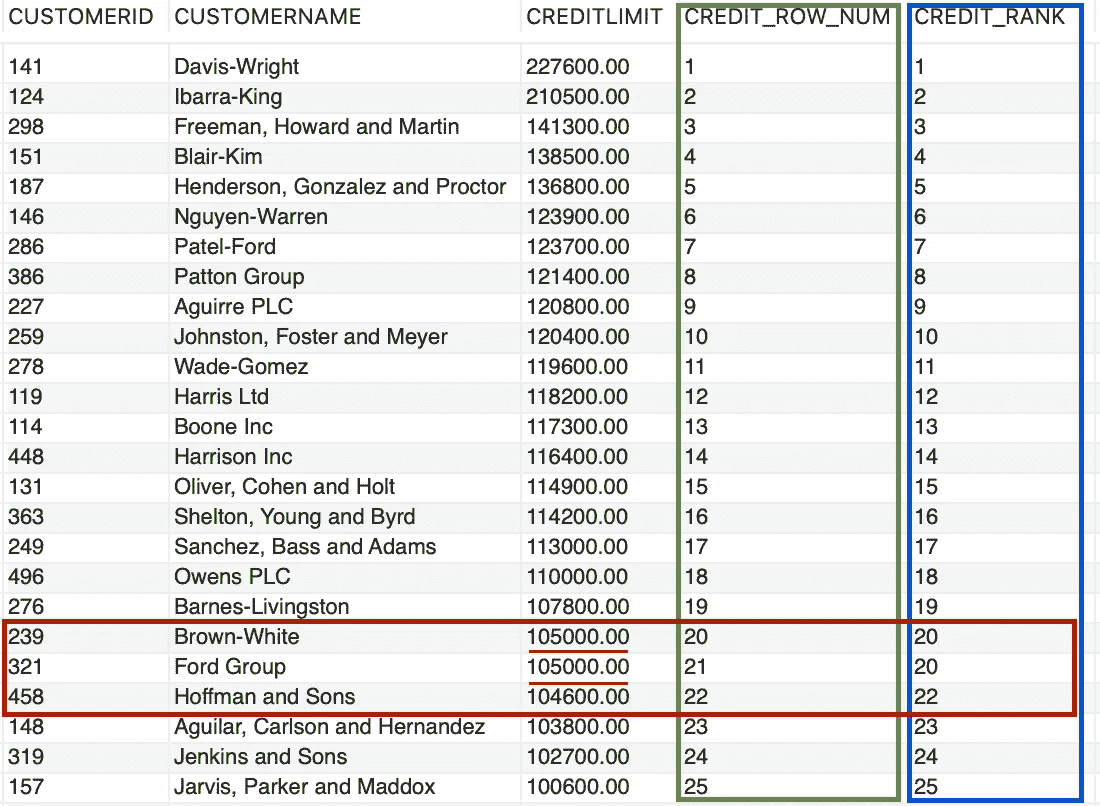 CUSTOMERID CUSTOMERNAME CREDITLIMIT CREDIT_ROW_NUM CREDIT_RANK
141 Davis-Wright 227600.00 1 1
124 Ibarra-King 210500.00 2 2
298 Freeman, Howard and Martin 141300.00 3 3
151 Blair-Kim 138500.00 4 4
187 Henderson, Gonzalez and Proctor 136800.00 5 5
146 Nguyen-Warren 123900.00 6 6
286 Patel-Ford 123700.00 7 7
386 Patton Group 121400.00 8 8
227 Aguirre PLC 120800.00 9 9
259 Johnston, Foster and Meyer 120400.00 10 10
278 Wade-Gomez 119600.00 11 11
119 Harris Ltd 118200.00 12 12
114 Boone Inc 117300.00 13 13
448 Harrison Inc 116400.00 14 14
131 Oliver, Cohen and Holt 114900.00 15 15
363 Shelton, Young and Byrd 114200.00 16 16
249 Sanchez, Bass and Adams 113000.00 17 17
496 Owens PLC 110000.00 18 18
276 Barnes-Livingston 107800.00 19 19
239 Brown-White 105000.00 20 20
321 Ford Group 105000.00 21 20
458 Hoffman and Sons 104600.00 22 22
148 Aguilar, Carlson and Hernandez 103800.00 23 23
319 Jenkins and Sons 102700.00 24 24
157 Jarvis, Parker and Maddox 100600.00 25 25